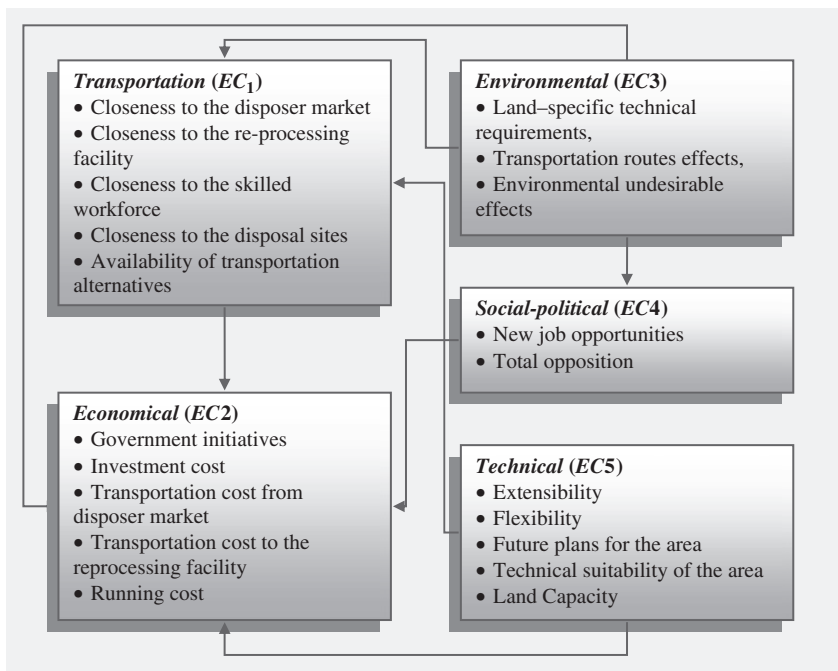 Transportation (EC1)
• Closeness to the disposer market
• Closeness to the re-processing
facility
• Closeness to the skilled
workforce
• Closeness to the disposal sites
• Availability of transportation
alternatives
Economical (EC2)
• Government initiatives
• Investment cost
• Transportation cost from
disposer market
• Transportation cost to the
reprocessing facility
• Running cost
Environmental (EC3)
• Land–specific technical
requirements,
• Transportation routes effects,
• Environmental undesirable
effects
Social-political (EC4)
• New job opportunities
• Total opposition
Technical (EC5)
• Extensibility
• Flexibility
• Future plans for the area
• Technical suitability of the area
• Land Capacity